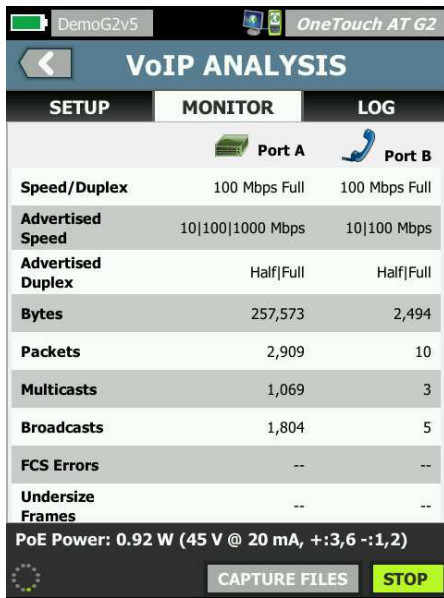 DemoG2v5 OneTouch AT G2
VoIP ANALYSIS
SETUP MONITOR LOG
Port A Port B
Speed/Duplex 100 Mbps Full 100 Mbps Full
Advertised
Speed 10|100|1000 Mbps 10|100 Mbps
Advertised
Duplex Half|Full Half|Full
Bytes 257,573 2,494
Packets 2,909 10
Multicasts 1,069 3
Broadcasts 1,804 5
FCS Errors -- --
Undersize
Frames -- --
PoE Power: 0.92 W (45 V @ 20 mA, +:3,6 -:1,2)
CAPTURE FILES STOP